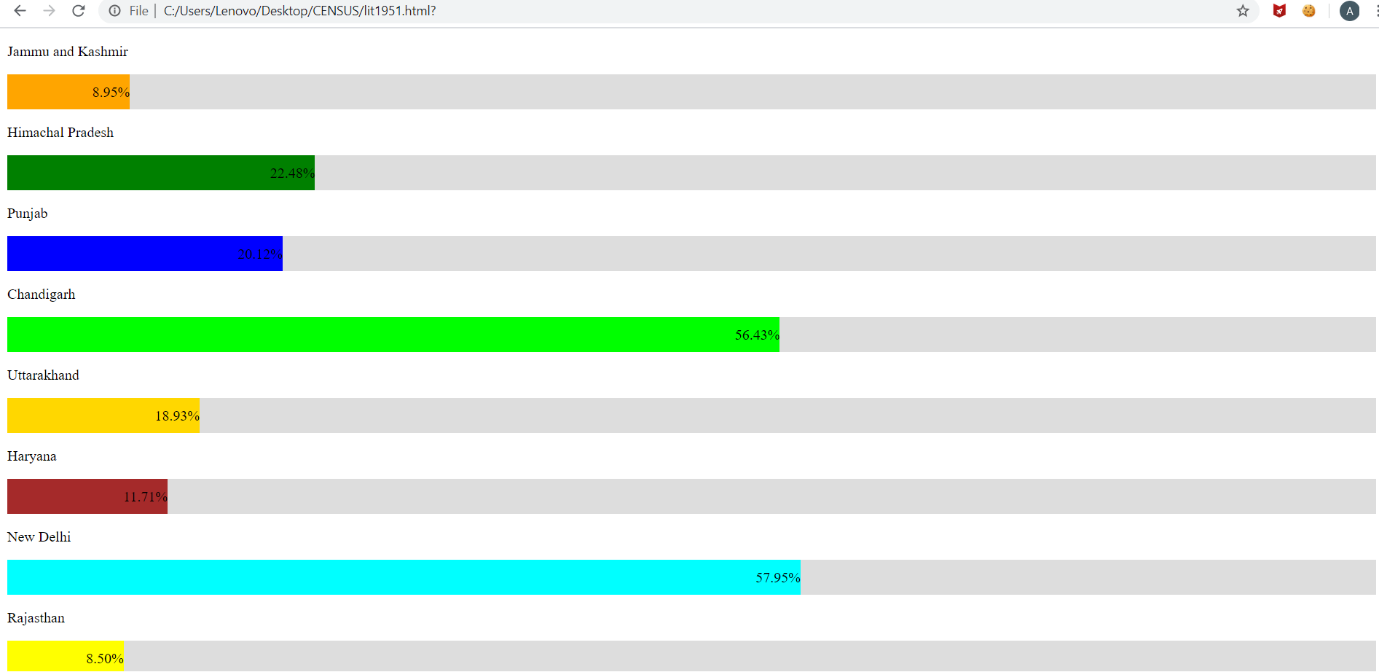 File | C:/Users/Lenovo/Desktop/CENSUS/lit1951.html?
A
Jammu and Kashmir
8.95%
Himachal Pradesh
22.48%
Punjab
20.12%
Chandigarh
56.43%
Uttarakhand
18.93%
Haryana
11.71%
New Delhi
57.95%
Rajasthan
8.50%